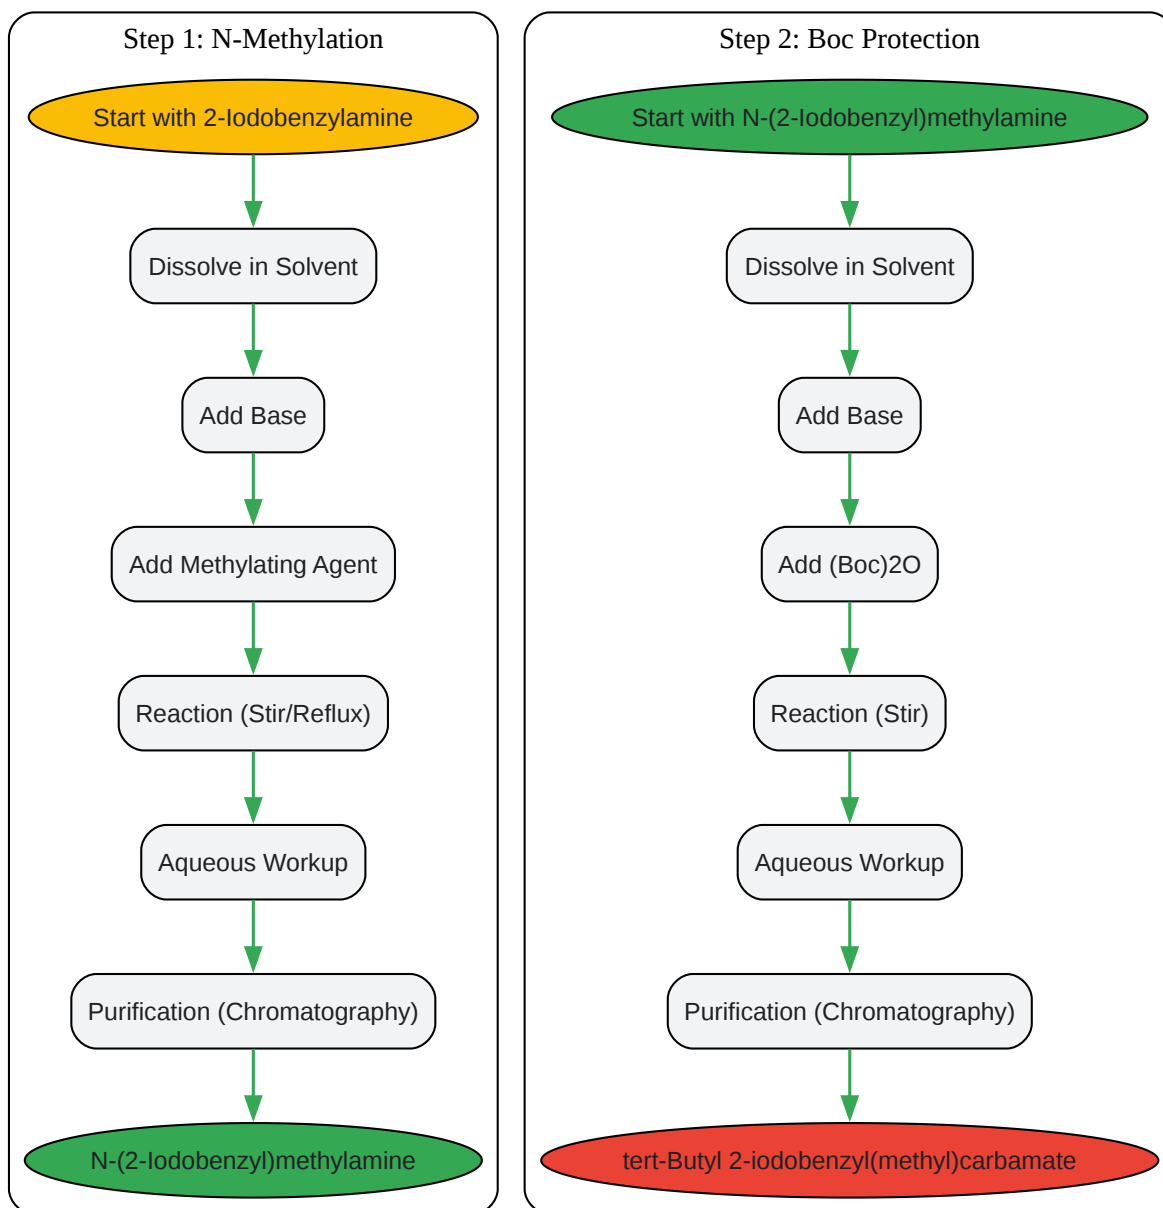 Step 1: N-Methylation
Start with 2-Iodobenzylamine
Dissolve in Solvent
Add Base
Add Methylating Agent
Reaction (Stir/Reflux)
Aqueous Workup
Purification (Chromatography)
N-(2-Iodobenzyl)methylamine
Step 2: Boc Protection
Start with N-(2-Iodobenzyl)methylamine
Dissolve in Solvent
Add Base
Add (Boc)2O
Reaction (Stir)
Aqueous Workup
Purification (Chromatography)
tert-Butyl 2-iodobenzyl(methyl)carbamate